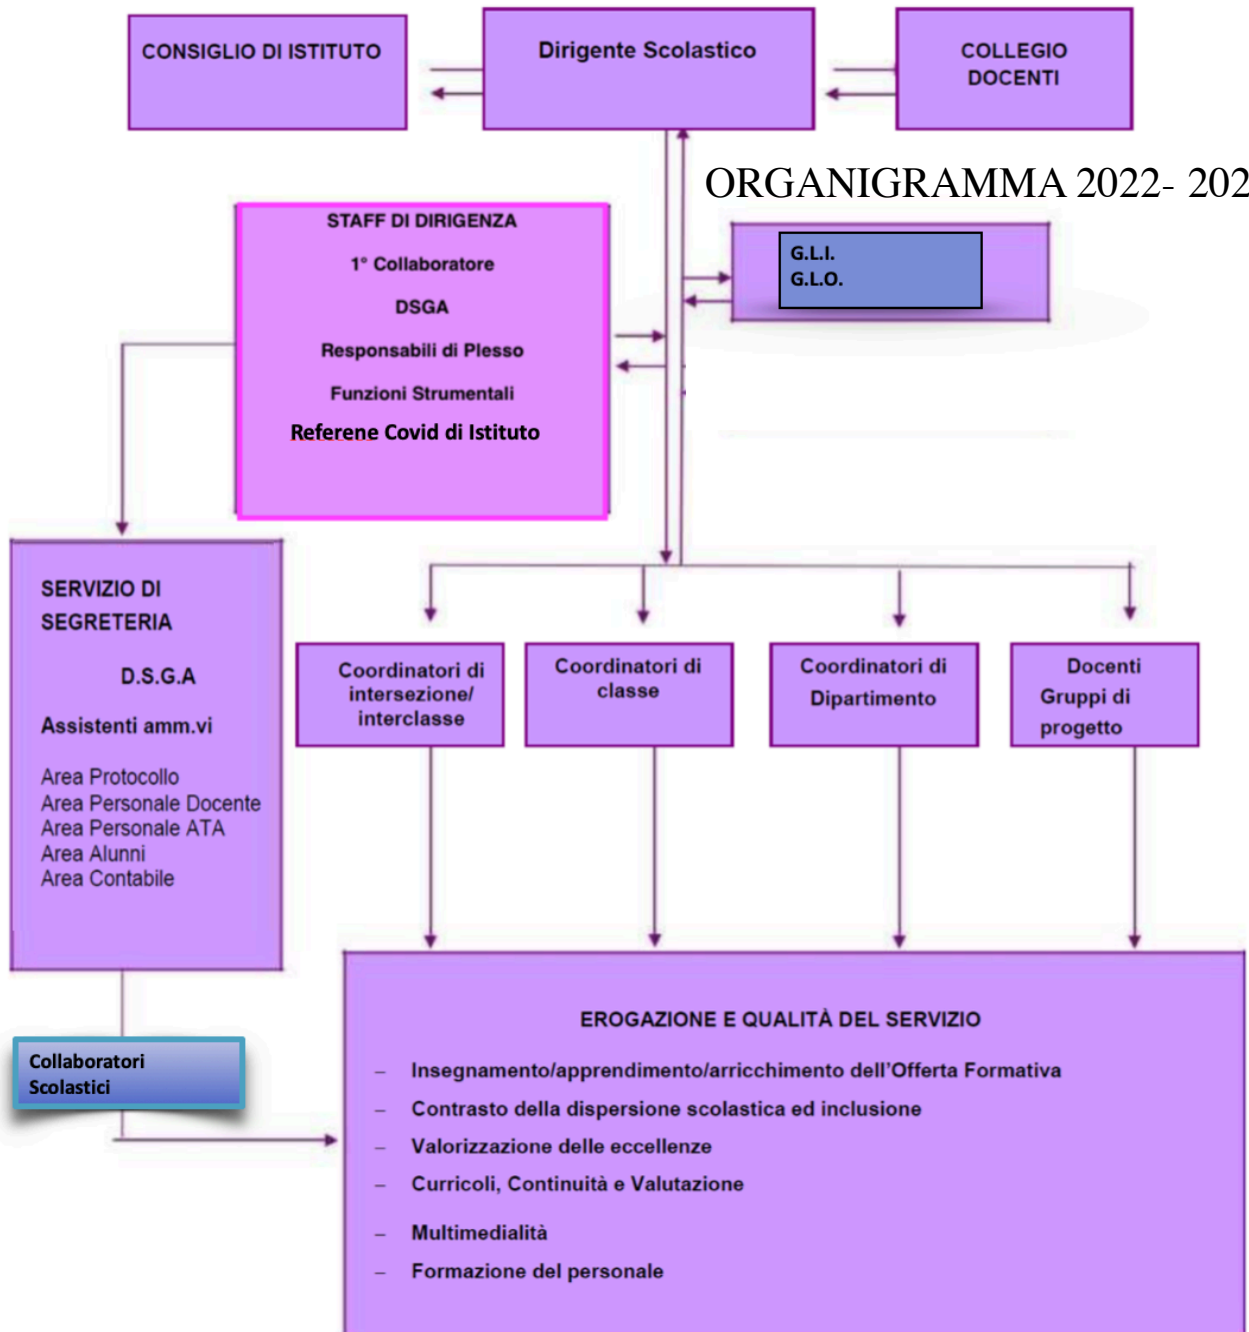 CONSIGLIO DI ISTITUTO
Dirigente Scolastico
COLLEGIO
DOCENTI
ORGANIGRAMMA 2022- 202
STAFF DI DIRIGENZA
1° Collaboratore
DSGA
Responsabili di Plesso
Funzioni Strumentali
Referene Covid di Istituto
G.L.I.
G.L.O.
SERVIZIO DI
SEGRETERIA
D.S.G.A
Assistenti amm.vi
Area Protocollo
Area Personale Docente
Area Personale ATA
Area Alunni
Area Contabile
Coordinatori di
intersezione/
interclasse
Coordinatori di
classe
Coordinatori di
Dipartimento
Docenti
Gruppi di
progetto
Collaboratori
Scolastici
EROGAZIONE E QUALITÀ DEL SERVIZIO
– Insegnamento/apprendimento/arricchimento dell'Offerta Formativa
– Contrasto della dispersione scolastica ed inclusione
– Valorizzazione delle eccellenze
– Curricoli, Continuità e Valutazione
– Multimedialità
– Formazione del personale